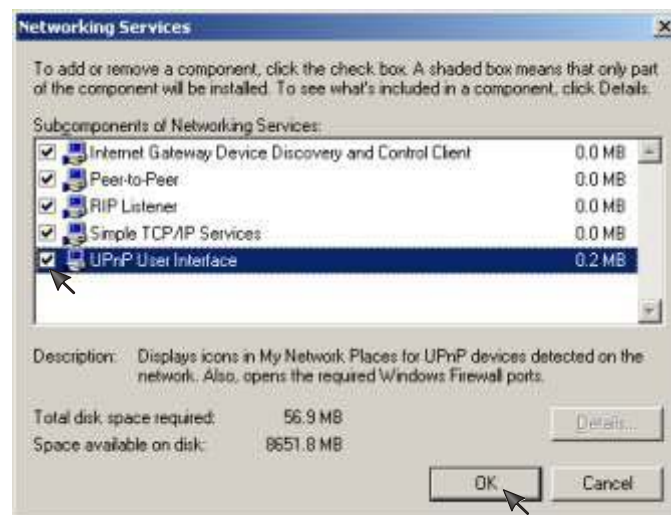 Networking Services
To add or remove a component, click the check box. A shaded box means that only part
of the component will be installed. To see what's included in a component, click Details.
Subcomponents of Networking Services:
Internet Gateway Device Discovery and Control Client 0.0 MB
Peer-to-Peer 0.0 MB
RIP Listener 0.0 MB
Simple TCP/IP Services 0.0 MB
UPnP User Interface 0.2 MB
Description: Displays icons in My Network Places for UPnP devices detected on the
network. Also, opens the required Windows Firewall ports.
Total disk space required: 56.9 MB
Space available on disk: 8651.8 MB
Details...
OK Cancel